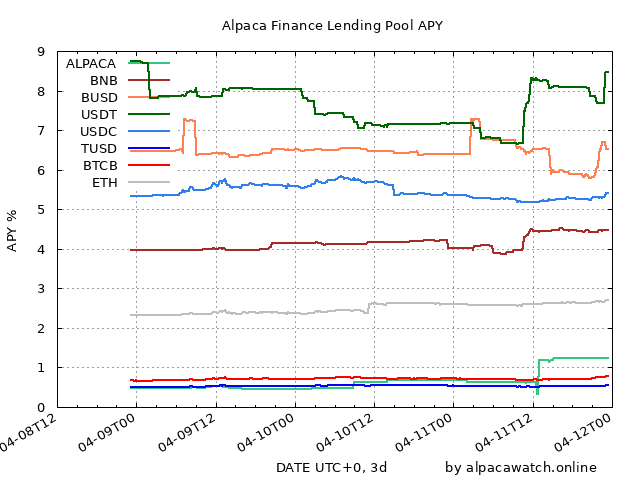 Alpaca Finance Lending Pool APY
9
8
7
6
5
4
3
2
1
0
APY %
ALPACA
BNB
BUSD
USDT
USDC
TUSD
BTCB
ETH
04-08T12
04-09T00
04-09T12
04-10T00
04-10T12
04-11T00
04-11T12
04-12T00
DATE UTC+0, 3d
by alpacawatch.online